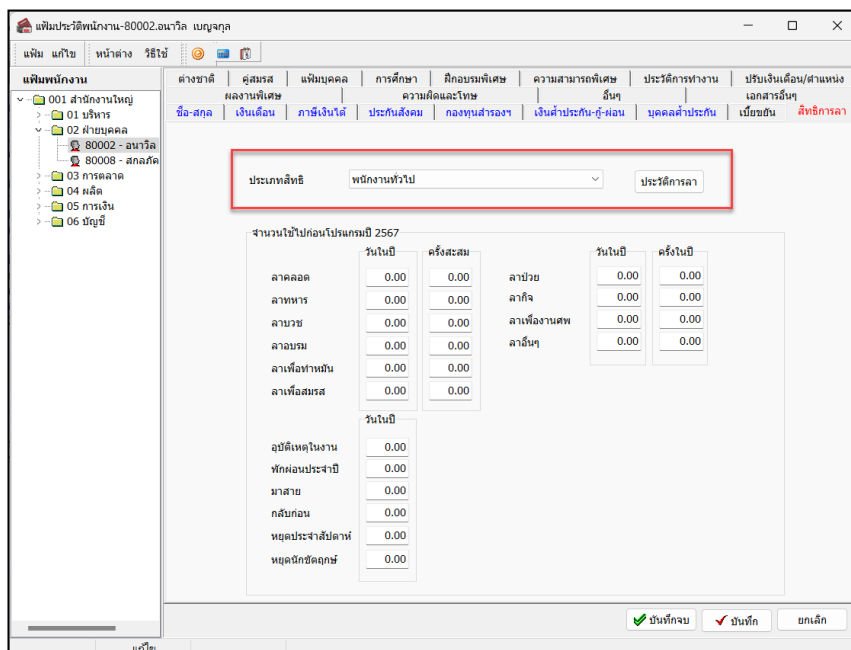 แฟ้มประวัติพนักงาน-80002.อนาวิล เบญจกุล
แฟ้ม แก้ไข หน้าต่าง วิธีใช้
แฟ้มพนักงาน
001 สำนักงานใหญ่
01 บริหาร
02 ฝ่ายบุคคล
80002 - อนาวิล
80008 - สกลภัค
03 การตลาด
04 ผลิต
05 การเงิน
06 บัญชี
ต่างชาติ คู่สมรส แฟ้มบุคคล การศึกษา ฝึกอบรมพิเศษ ความสามารถพิเศษ ประวัติการทำงาน ปรับเงินเดือน/ตำแหน่ง
ผลงานพิเศษ ความผิดและโทษ อื่นๆ เอกสารอื่นๆ
ชื่อ-สกุล เงินเดือน ภาษีเงินได้ ประกันสังคม กองทุนสำรองฯ เงินค้ำประกัน-กู้-ผ่อน บุคคลค้ำประกัน เบี้ยขยัน สิทธิการลา
ประเภทสิทธิ พนักงานทั่วไป ประวัติการลา
จำนวนใช้ไปก่อนโปรแกรมปี 2567
วันในปี ครั้งสะสม วันในปี ครั้งในปี
ลาคลอด 0.00 0.00 ลาป่วย 0.00 0.00
ลาทหาร 0.00 0.00 ลากิจ 0.00 0.00
ลาบวช 0.00 0.00 ลาเพื่องานศพ 0.00 0.00
ลาอบรม 0.00 0.00 ลาอื่นๆ 0.00 0.00
ลาเพื่อทำหมัน 0.00 0.00
ลาเพื่อสมรส 0.00 0.00
วันในปี
อุบัติเหตุในงาน 0.00
พักผ่อนประจำปี 0.00
มาสาย 0.00
กลับก่อน 0.00
หยุดประจำสัปดาห์ 0.00
หยุดนักขัตฤกษ์ 0.00
บันทึกจบ บันทึก ยกเลิก
แก้ไข